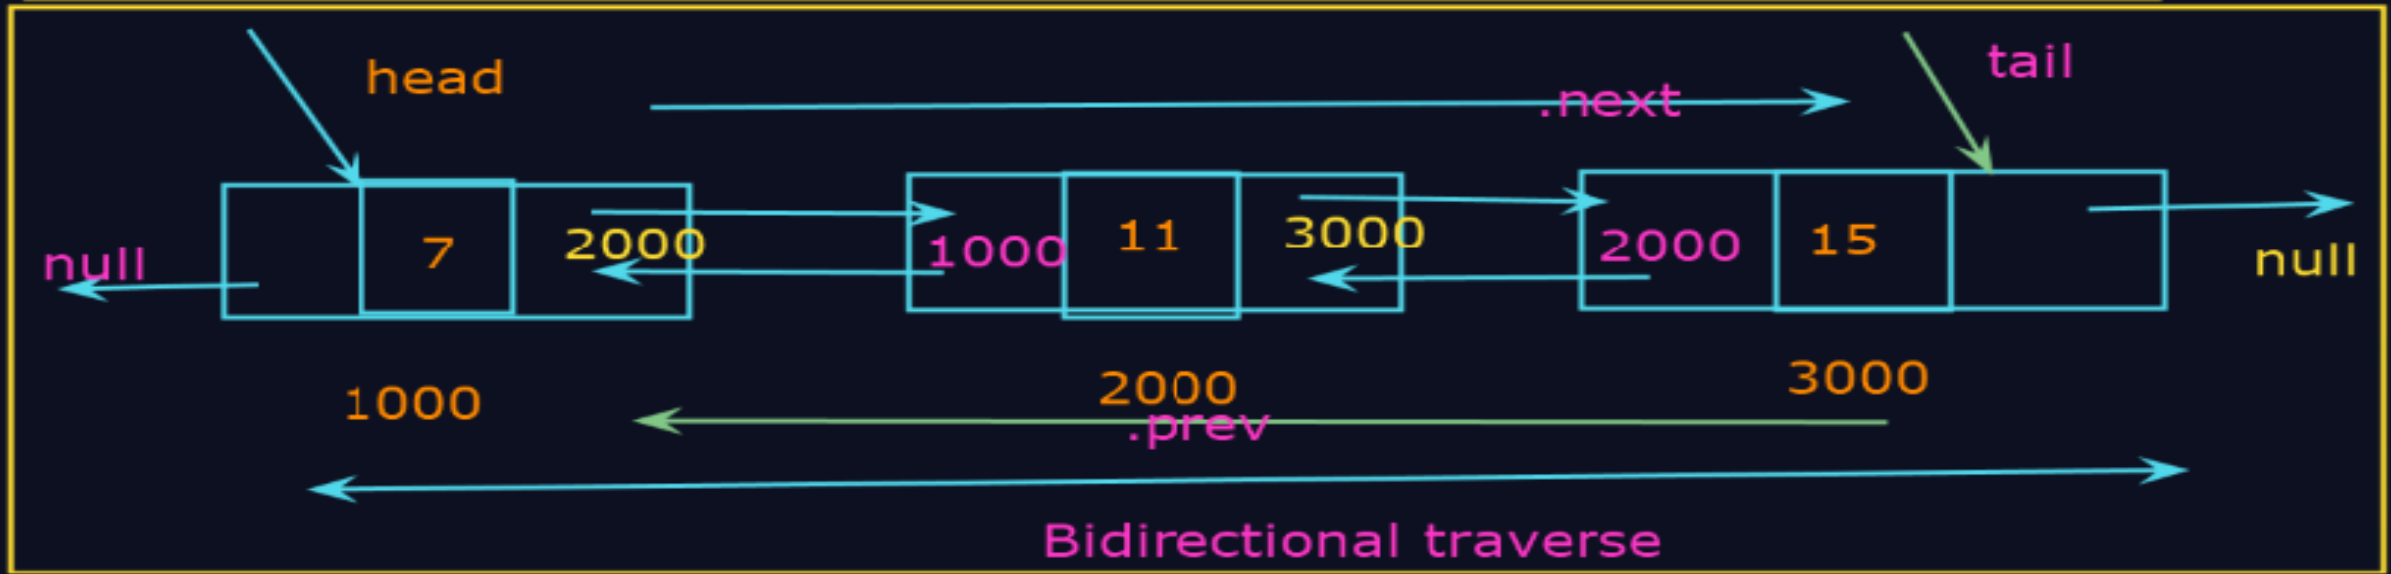 head
tail
.next
null
7
2000
1000
11
3000
2000
15
null
1000
2000
3000
.prev
Bidirectional traverse